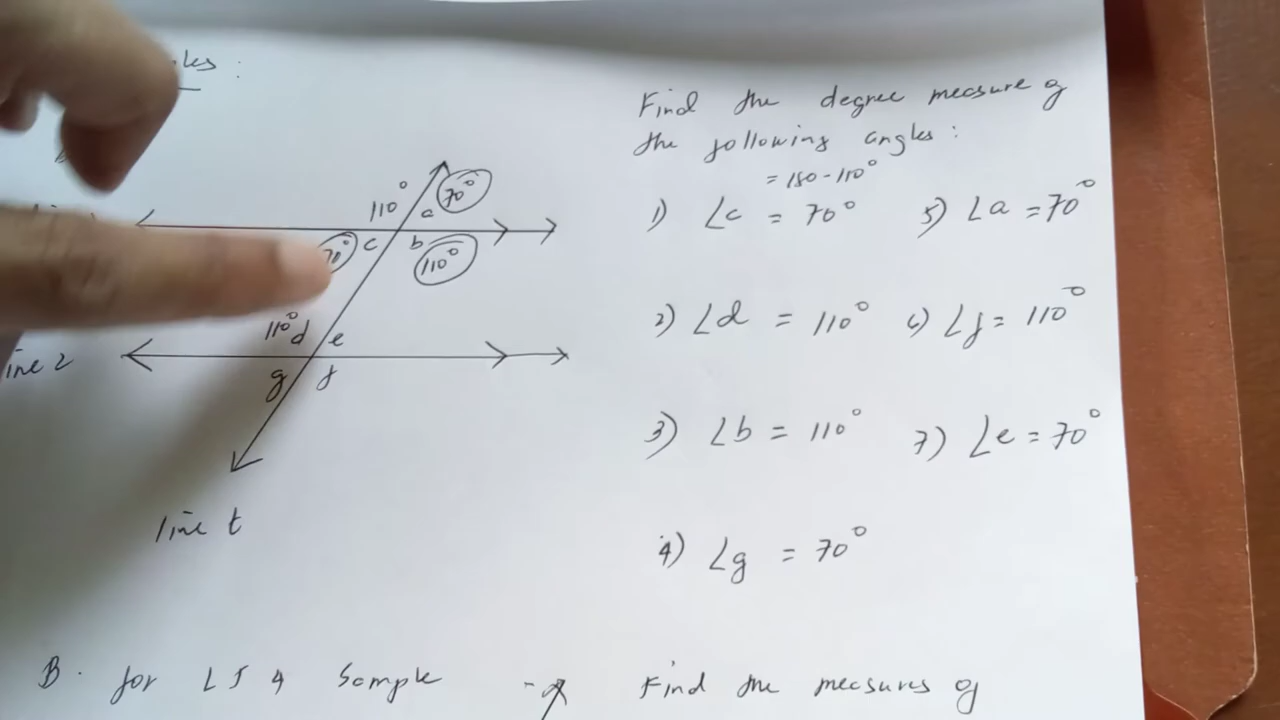 Find the degree measure of
the following angles :
= 180 - 110°
1) ∠c = 70° 5) ∠a = 70°
2) ∠d = 110° 6) ∠f = 110°
3) ∠b = 110° 7) ∠e = 70°
4) ∠g = 70°
110° a 70°
c b 110°
110° d e
line 2
g f
line t
B. for LS 4 Sample
Find the measures of